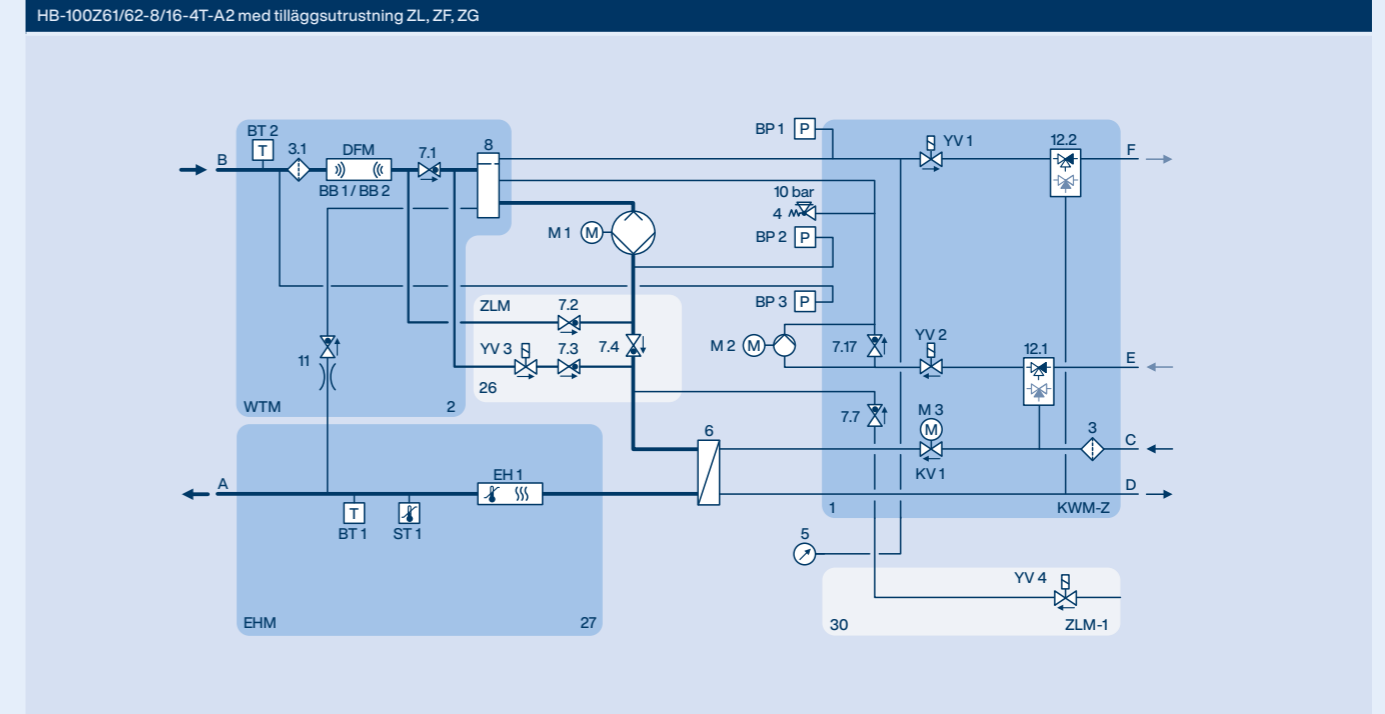 HB-100Z61/62-8/16-4T-A2 med tilläggsutrustning ZL, ZF, ZG
BT 2
3.1
DFM
7.1
8
B
BB 1 / BB 2
M 1
M
T
BP 1
P
YV 1
12.2
F
10 bar
4
BP 2
P
BP 3
P
ZLM
7.2
YV 3
7.3
7.4
26
M 2
M
7.17
YV 2
12.1
E
11
WTM
2
7.7
M 3
M
KV 1
3
C
6
A
EH 1
D
T
BT 1
ST 1
1
KWM-Z
5
YV 4
EHM
27
30
ZLM-1